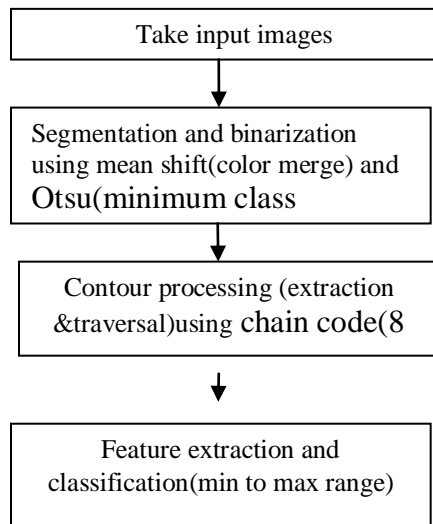 Take input images
Segmentation and binarization
using mean shift(color merge) and
Otsu(minimum class
Contour processing (extraction
&traversal)using chain code(8
Feature extraction and
classification(min to max range)